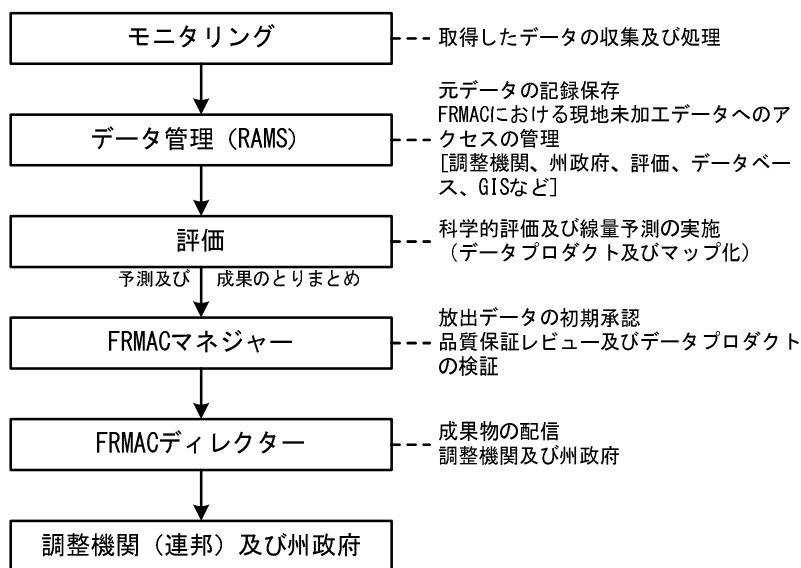 モニタリング
取得したデータの収集及び処理
元データの記録保存
FRMACにおける現地未加工データへのア
データ管理（RAMS）
クセスの管理
[調整機関、州政府、評価、データベー
ス、GISなど]
評価
科学的評価及び線量予測の実施
（データプロダクト及びマップ化）
予測及び 成果のとりまとめ
FRMACマネジャー
放出データの初期承認
品質保証レビュー及びデータプロダクト
の検証
FRMACディレクター
成果物の配信
調整機関及び州政府
調整機関（連邦）及び州政府